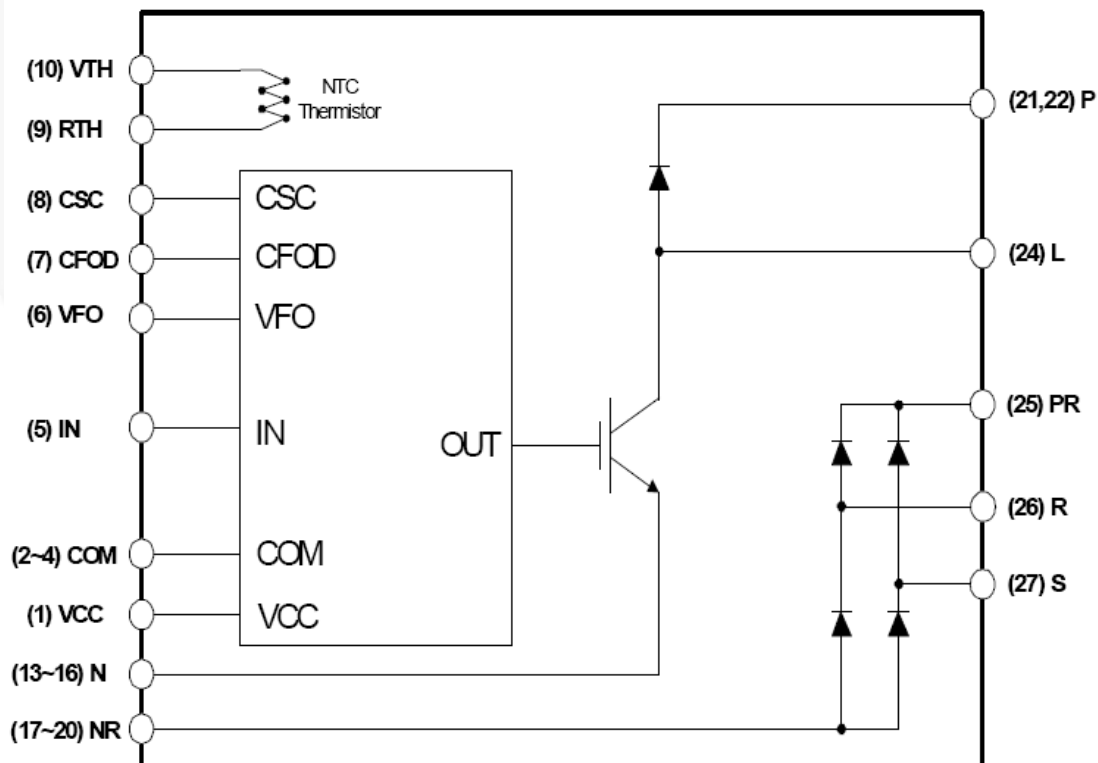 (10) VTH
(9) RTH
(8) CSC
(7) CFOD
(6) VFO
(5) IN
(2~4) COM
(1) VCC
(13~16) N
(17~20) NR
NTC
Thermistor
CSC
CFOD
VFO
IN
OUT
COM
VCC
(21,22) P
(24) L
(25) PR
(26) R
(27) S